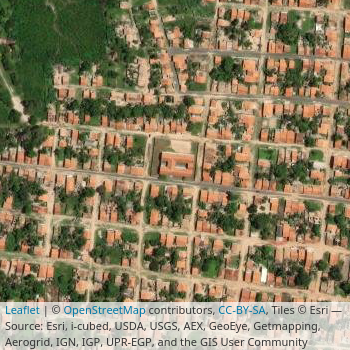 Leaflet | © OpenStreetMap contributors, CC-BY-SA, Tiles © Esri —
Source: Esri, i-cubed, USDA, USGS, AEX, GeoEye, Getmapping,
Aerogrid, IGN, IGP, UPR-EGP, and the GIS User Community